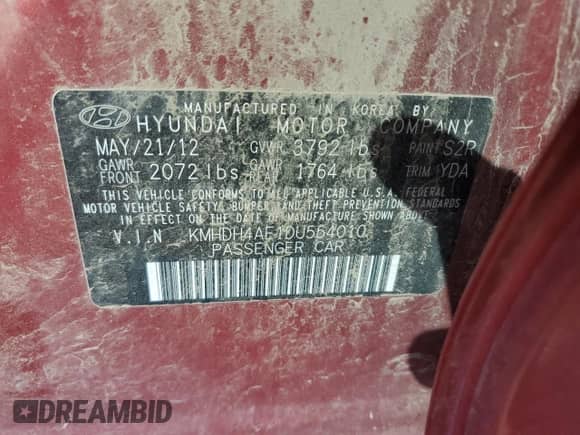 MANUFACTURED IN KOREA BY
HYUNDAI MOTOR COMPANY
MAY/21/12 GVWR 3792 lbs PAINT S2R
GAWR FRONT 2072 lbs GAWR REAR 1764 lbs TRIM YDA
THIS VEHICLE CONFORMS TO ALL APPLICABLE U.S.A. FEDERAL
MOTOR VEHICLE SAFETY, BUMPER, AND THEFT PREVENTION STANDARDS
IN EFFECT ON THE DATE OF MANUFACTURE SHOWN ABOVE.
V.I.N KMHDH4AE1DU554010
PASSENGER CAR
DREAMBID